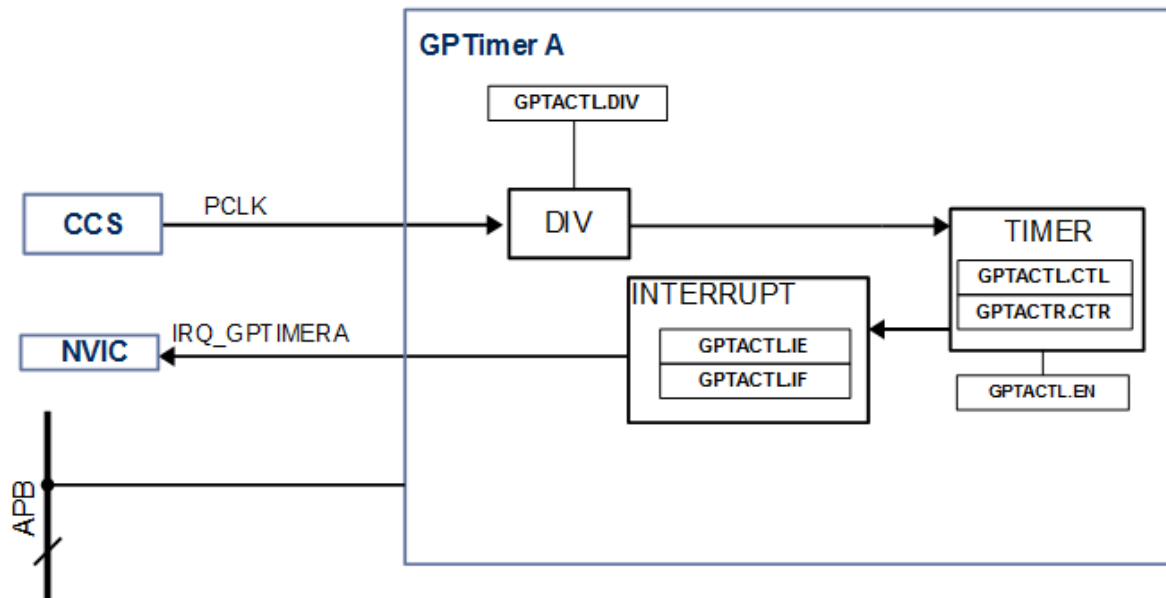 GPTimer A
GPTACTL.DIV
CCS
PCLK
DIV
TIMER
GPTACTL.CTL
GPTACTR.CTR
INTERRUPT
NVIC
IRQ_GPTIMERA
GPTACTL.IE
GPTACTL.IF
GPTACTL.EN
APB